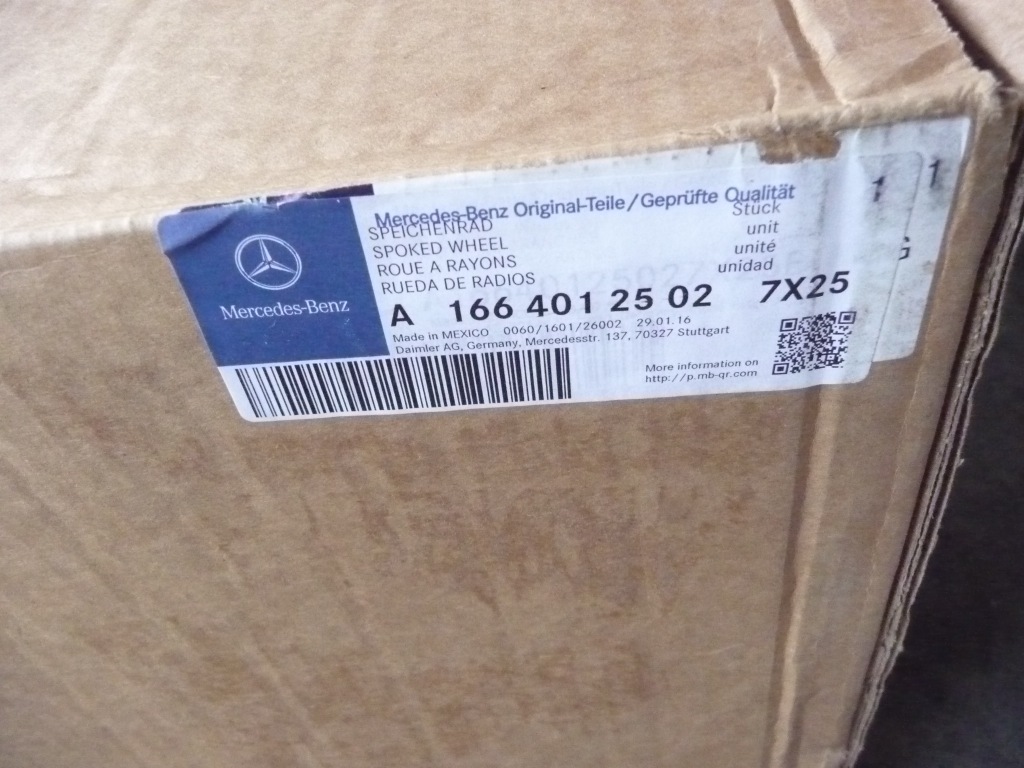 Mercedes-Benz Original-Teile/Geprüfte Qualität
SPEICHENRAD Stück 1 1
SPOKED WHEEL unit
ROUE A RAYONS unité
RUEDA DE RADIOS unidad
G
Mercedes-Benz
A 166 401 25 02 7X25
Made in MEXICO 0060/1601/26002 29.01.16
Daimler AG, Germany, Mercedesstr. 137, 70327 Stuttgart
More information on
http://p.mb-qr.com